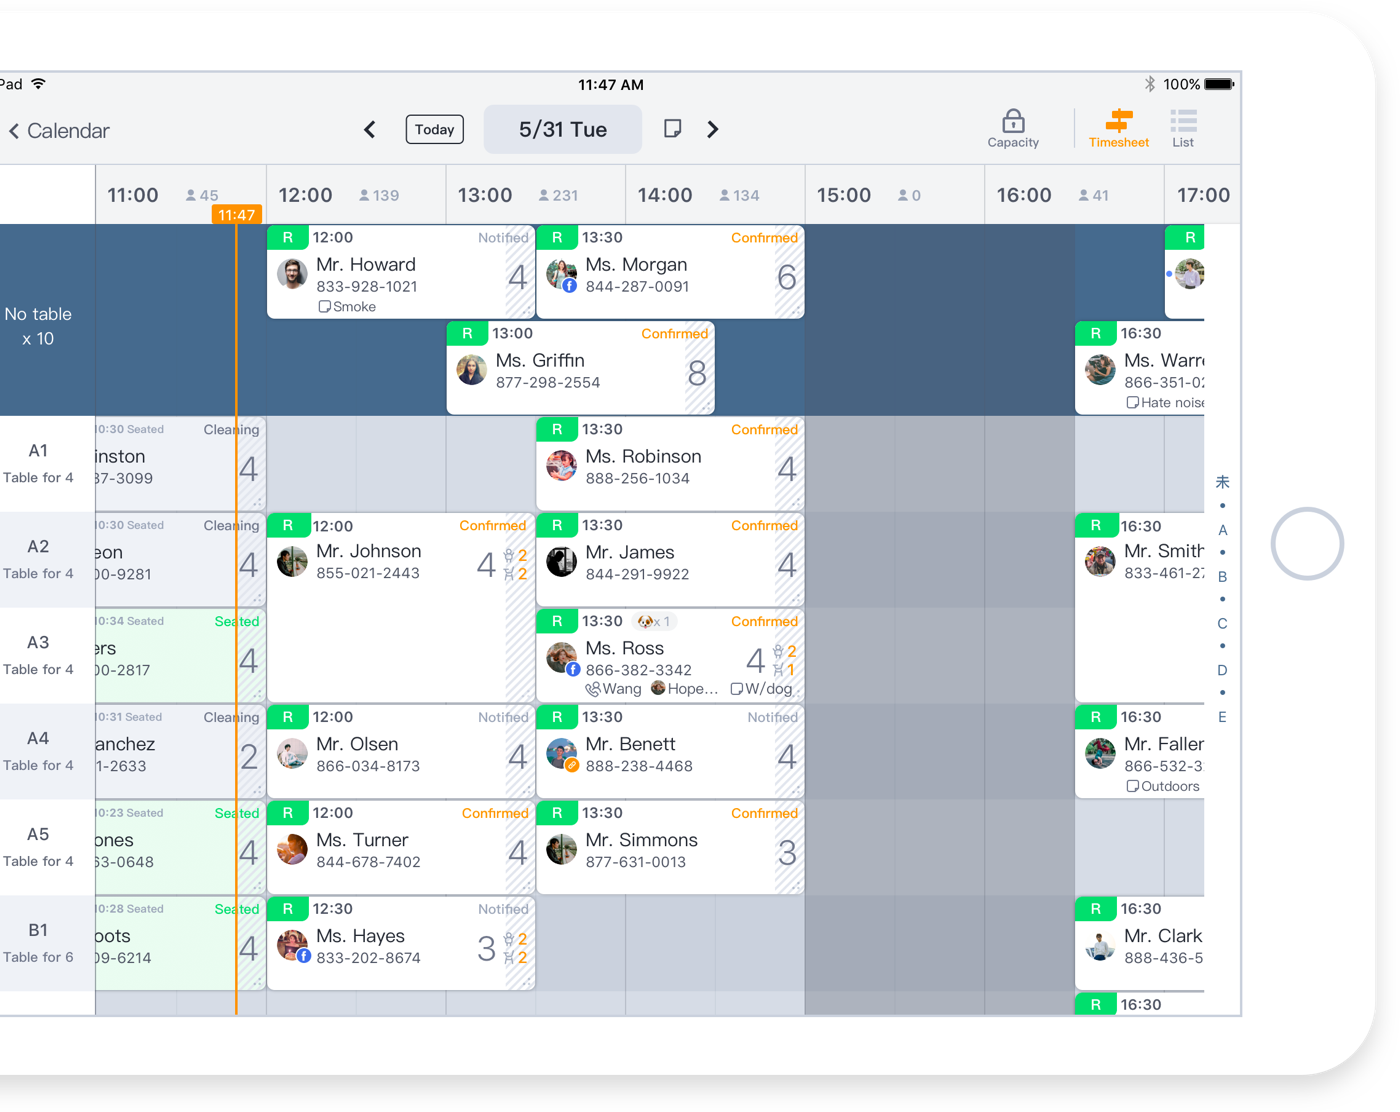 Pad
11:47 AM
100%
Calendar
Today
5/31 Tue
Capacity
Timesheet
List
11:00 45
12:00 139
13:00 231
14:00 134
15:00 0
16:00 41
17:00
11:47
No table
x 10
R 12:00 Notified
Mr. Howard
833-928-1021
4
Smoke
R 13:30 Confirmed
Ms. Morgan
844-287-0091
6
R
R 13:00 Confirmed
Ms. Griffin
877-298-2554
8
R 16:30
Ms. Warr
866-351-02
Hate noise
A1
Table for 4
10:30 Seated Cleaning
inston
37-3099
4
R 13:30 Confirmed
Ms. Robinson
888-256-1034
4
A2
Table for 4
10:30 Seated Cleaning
eon
00-9281
4
R 12:00 Confirmed
Mr. Johnson
855-021-2443
4 2
2
R 13:30 Confirmed
Mr. James
844-291-9922
4
R 16:30
Mr. Smith
833-461-27
A3
Table for 4
10:34 Seated Seated
ers
00-2817
4
R 13:30 x 1 Confirmed
Ms. Ross
866-382-3342
4 2
1
Wang Hope... W/dog
A4
Table for 4
10:31 Seated Cleaning
anchez
1-2633
2
R 12:00 Notified
Mr. Olsen
866-034-8173
4
R 13:30 Notified
Mr. Benett
888-238-4468
4
R 16:30
Mr. Faller
866-532-3
Outdoors
A5
Table for 4
10:23 Seated Seated
ones
63-0648
4
R 12:00 Confirmed
Ms. Turner
844-678-7402
4
R 13:30 Confirmed
Mr. Simmons
877-631-0013
3
B1
Table for 6
10:28 Seated Seated
oots
09-6214
4
R 12:30 Notified
Ms. Hayes
833-202-8674
3 2
2
R 16:30
Mr. Clark
888-436-5
R 16:30
未
A
B
C
D
E